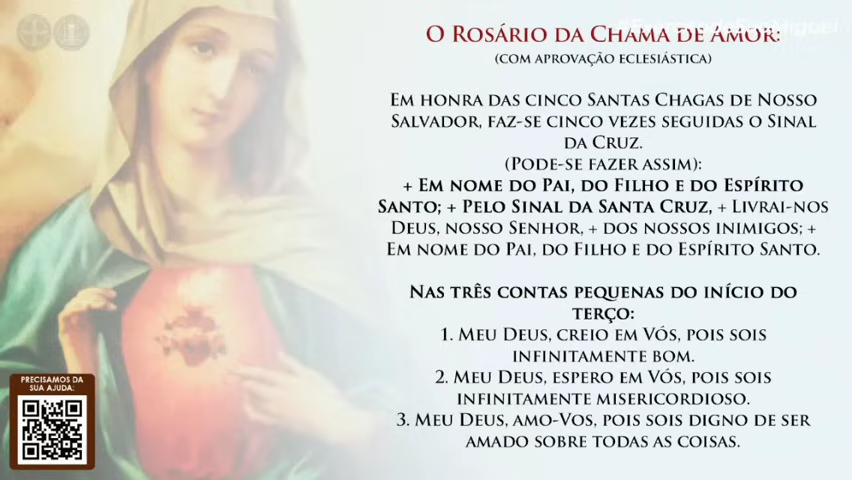 O Rosário da Chama de Amor:
(com aprovação eclesiástica)
Em honra das cinco Santas Chagas de Nosso
Salvador, faz-se cinco vezes seguidas o Sinal
da Cruz.
(Pode-se fazer assim):
+ Em nome do Pai, do Filho e do Espírito
Santo; + Pelo Sinal da Santa Cruz, + Livrai-nos
Deus, nosso Senhor, + dos nossos inimigos; +
Em nome do Pai, do Filho e do Espírito Santo.
Nas três contas pequenas do início do
terço:
1. Meu Deus, creio em Vós, pois sois
infinitamente bom.
2. Meu Deus, espero em Vós, pois sois
infinitamente misericordioso.
3. Meu Deus, amo-Vos, pois sois digno de ser
amado sobre todas as coisas.
PRECISAMOS DA
SUA AJUDA: